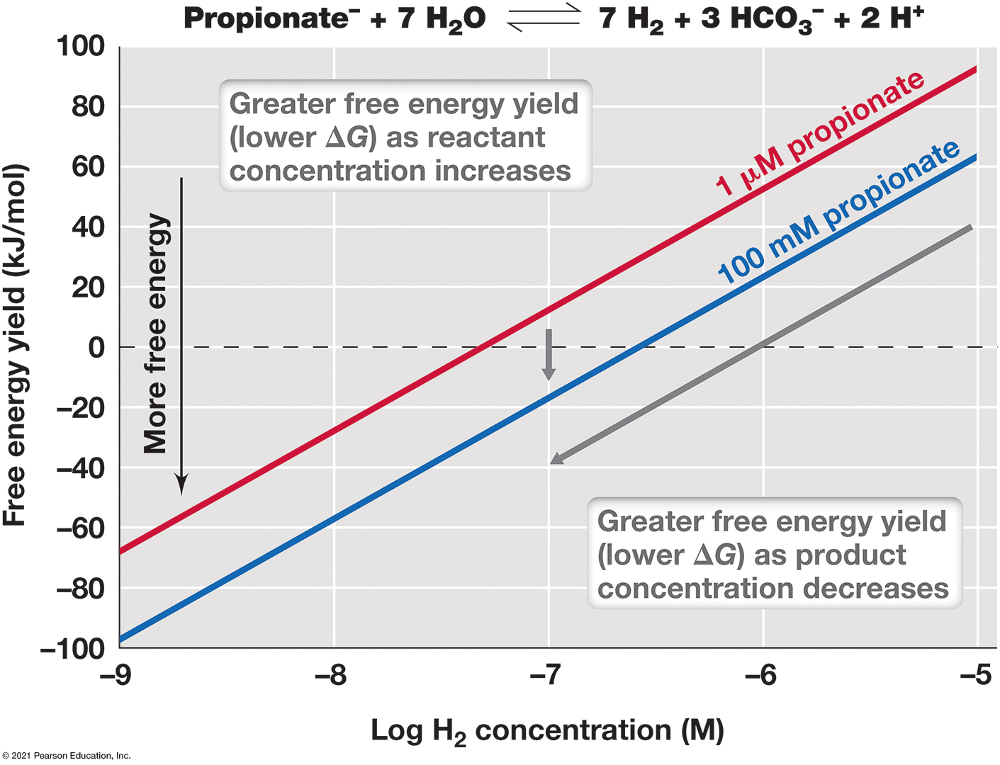 Propionate⁻ + 7 H₂O ⇌ 7 H₂ + 3 HCO₃⁻ + 2 H⁺
100
80
60
40
20
0
–20
–40
–60
–80
–100
Free energy yield (kJ/mol)
More free energy
Greater free energy yield
(lower ΔG) as reactant
concentration increases
1 μM propionate
100 mM propionate
Greater free energy yield
(lower ΔG) as product
concentration decreases
–9 –8 –7 –6 –5
Log H₂ concentration (M)
© 2021 Pearson Education, Inc.